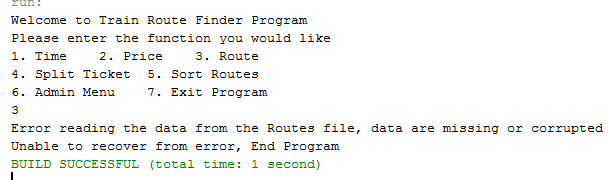 run:
Welcome to Train Route Finder Program
Please enter the function you would like
1. Time    2. Price    3. Route
4. Split Ticket  5. Sort Routes
6. Admin Menu    7. Exit Program
3
Error reading the data from the Routes file, data are missing or corrupted
Unable to recover from error, End Program
BUILD SUCCESSFUL (total time: 1 second)